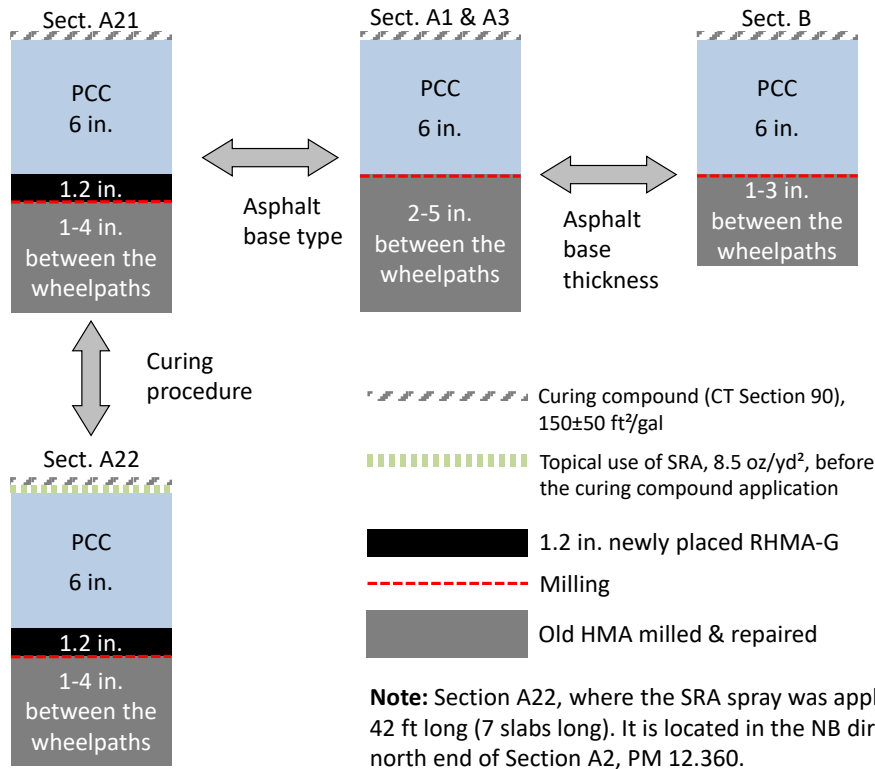 Sect. A21
PCC
6 in.
1.2 in.
1-4 in.
between the
wheelpaths
Asphalt
base type
Sect. A1 & A3
PCC
6 in.
2-5 in.
between the
wheelpaths
Asphalt
base
thickness
Sect. B
PCC
6 in.
1-3 in.
between the
wheelpaths
Curing
procedure
Sect. A22
PCC
6 in.
1.2 in.
1-4 in.
between the
wheelpaths
Curing compound (CT Section 90),
150±50 ft²/gal
Topical use of SRA, 8.5 oz/yd², before
the curing compound application
1.2 in. newly placed RHMA-G
Milling
Old HMA milled & repaired
Note: Section A22, where the SRA spray was
42 ft long (7 slabs long). It is located in the NB
north end of Section A2, PM 12.360.